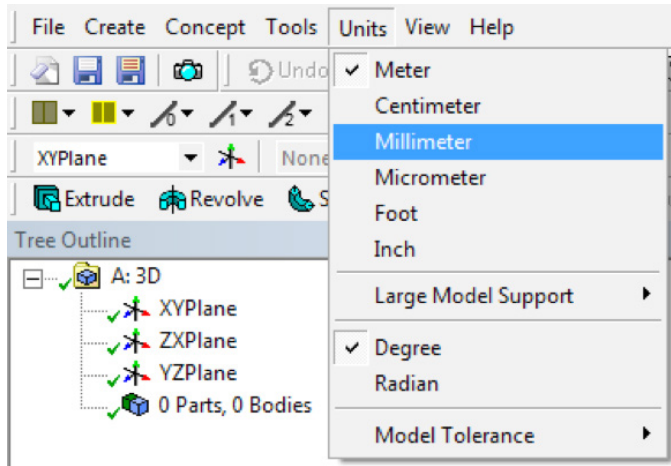 File Create Concept Tools Units View Help
Undo
Meter
Centimeter
Millimeter
Micrometer
Foot
Inch
Large Model Support
Degree
Radian
Model Tolerance
XYPlane
None
Extrude Revolve S
Tree Outline
A: 3D
XYPlane
ZXPlane
YZPlane
0 Parts, 0 Bodies